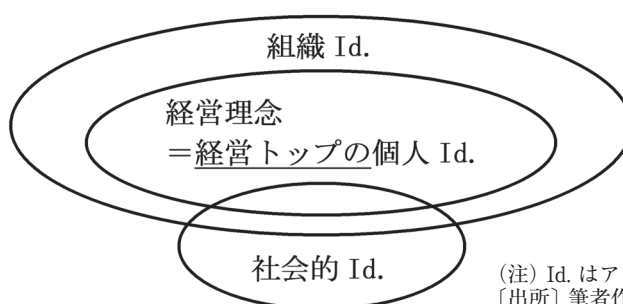 組織 Id.
経営理念
＝経営トップの個人 Id.
社会的 Id.
(注) Id. はア
〔出所〕筆者作